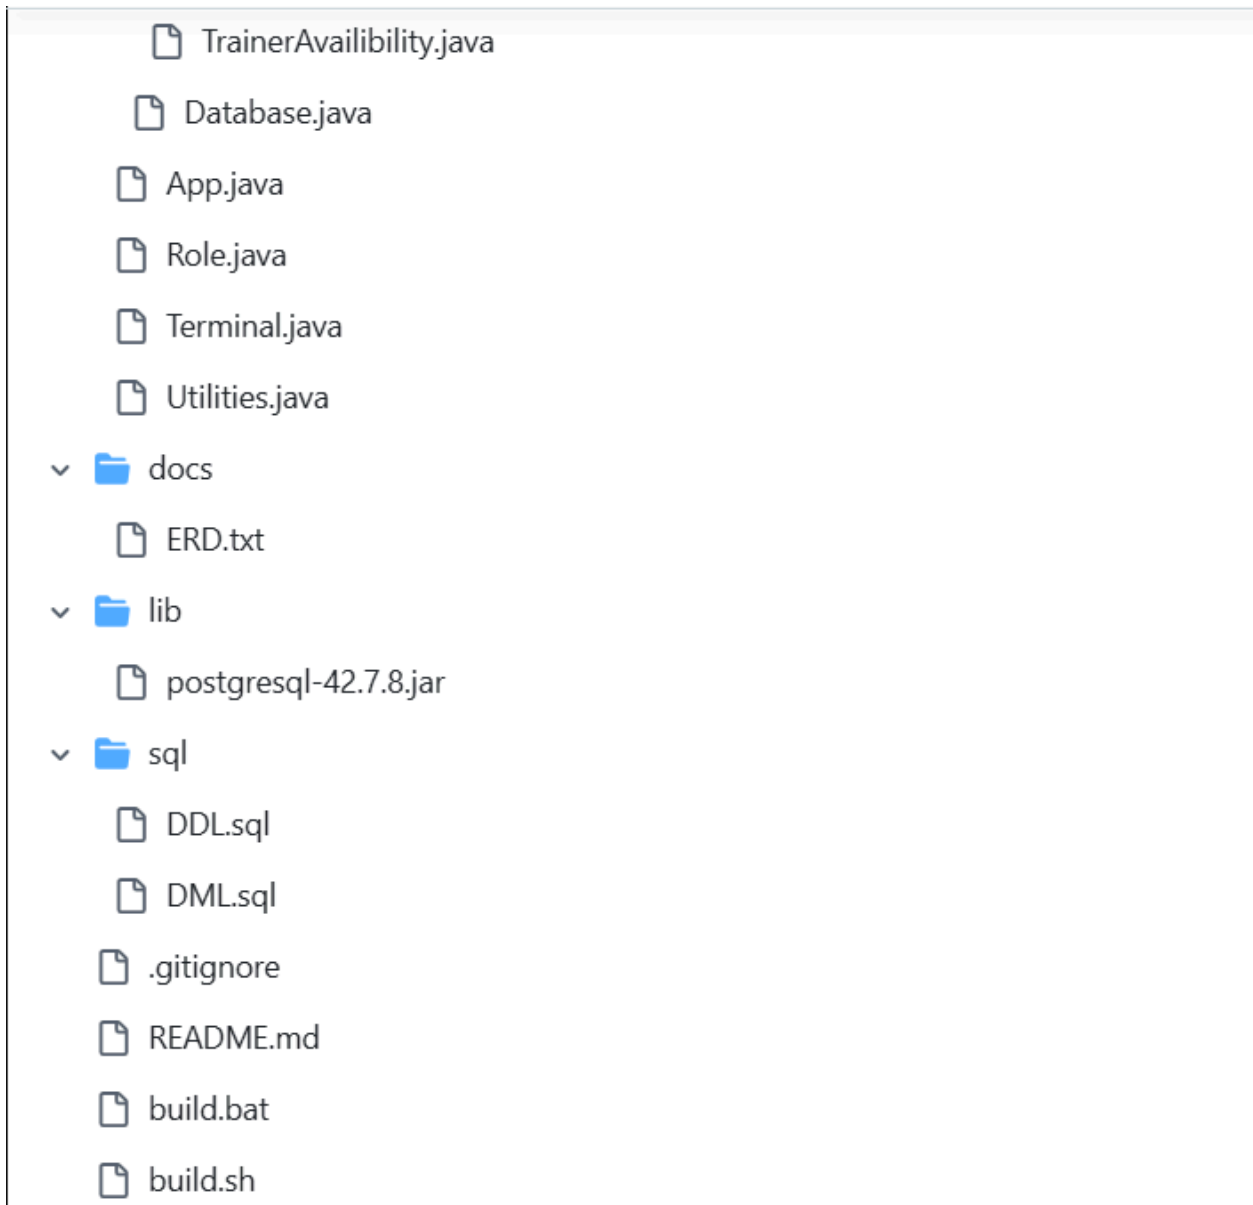 TrainerAvailibility.java
Database.java
App.java
Role.java
Terminal.java
Utilities.java
docs
ERD.txt
lib
postgresql-42.7.8.jar
sql
DDL.sql
DML.sql
.gitignore
README.md
build.bat
build.sh